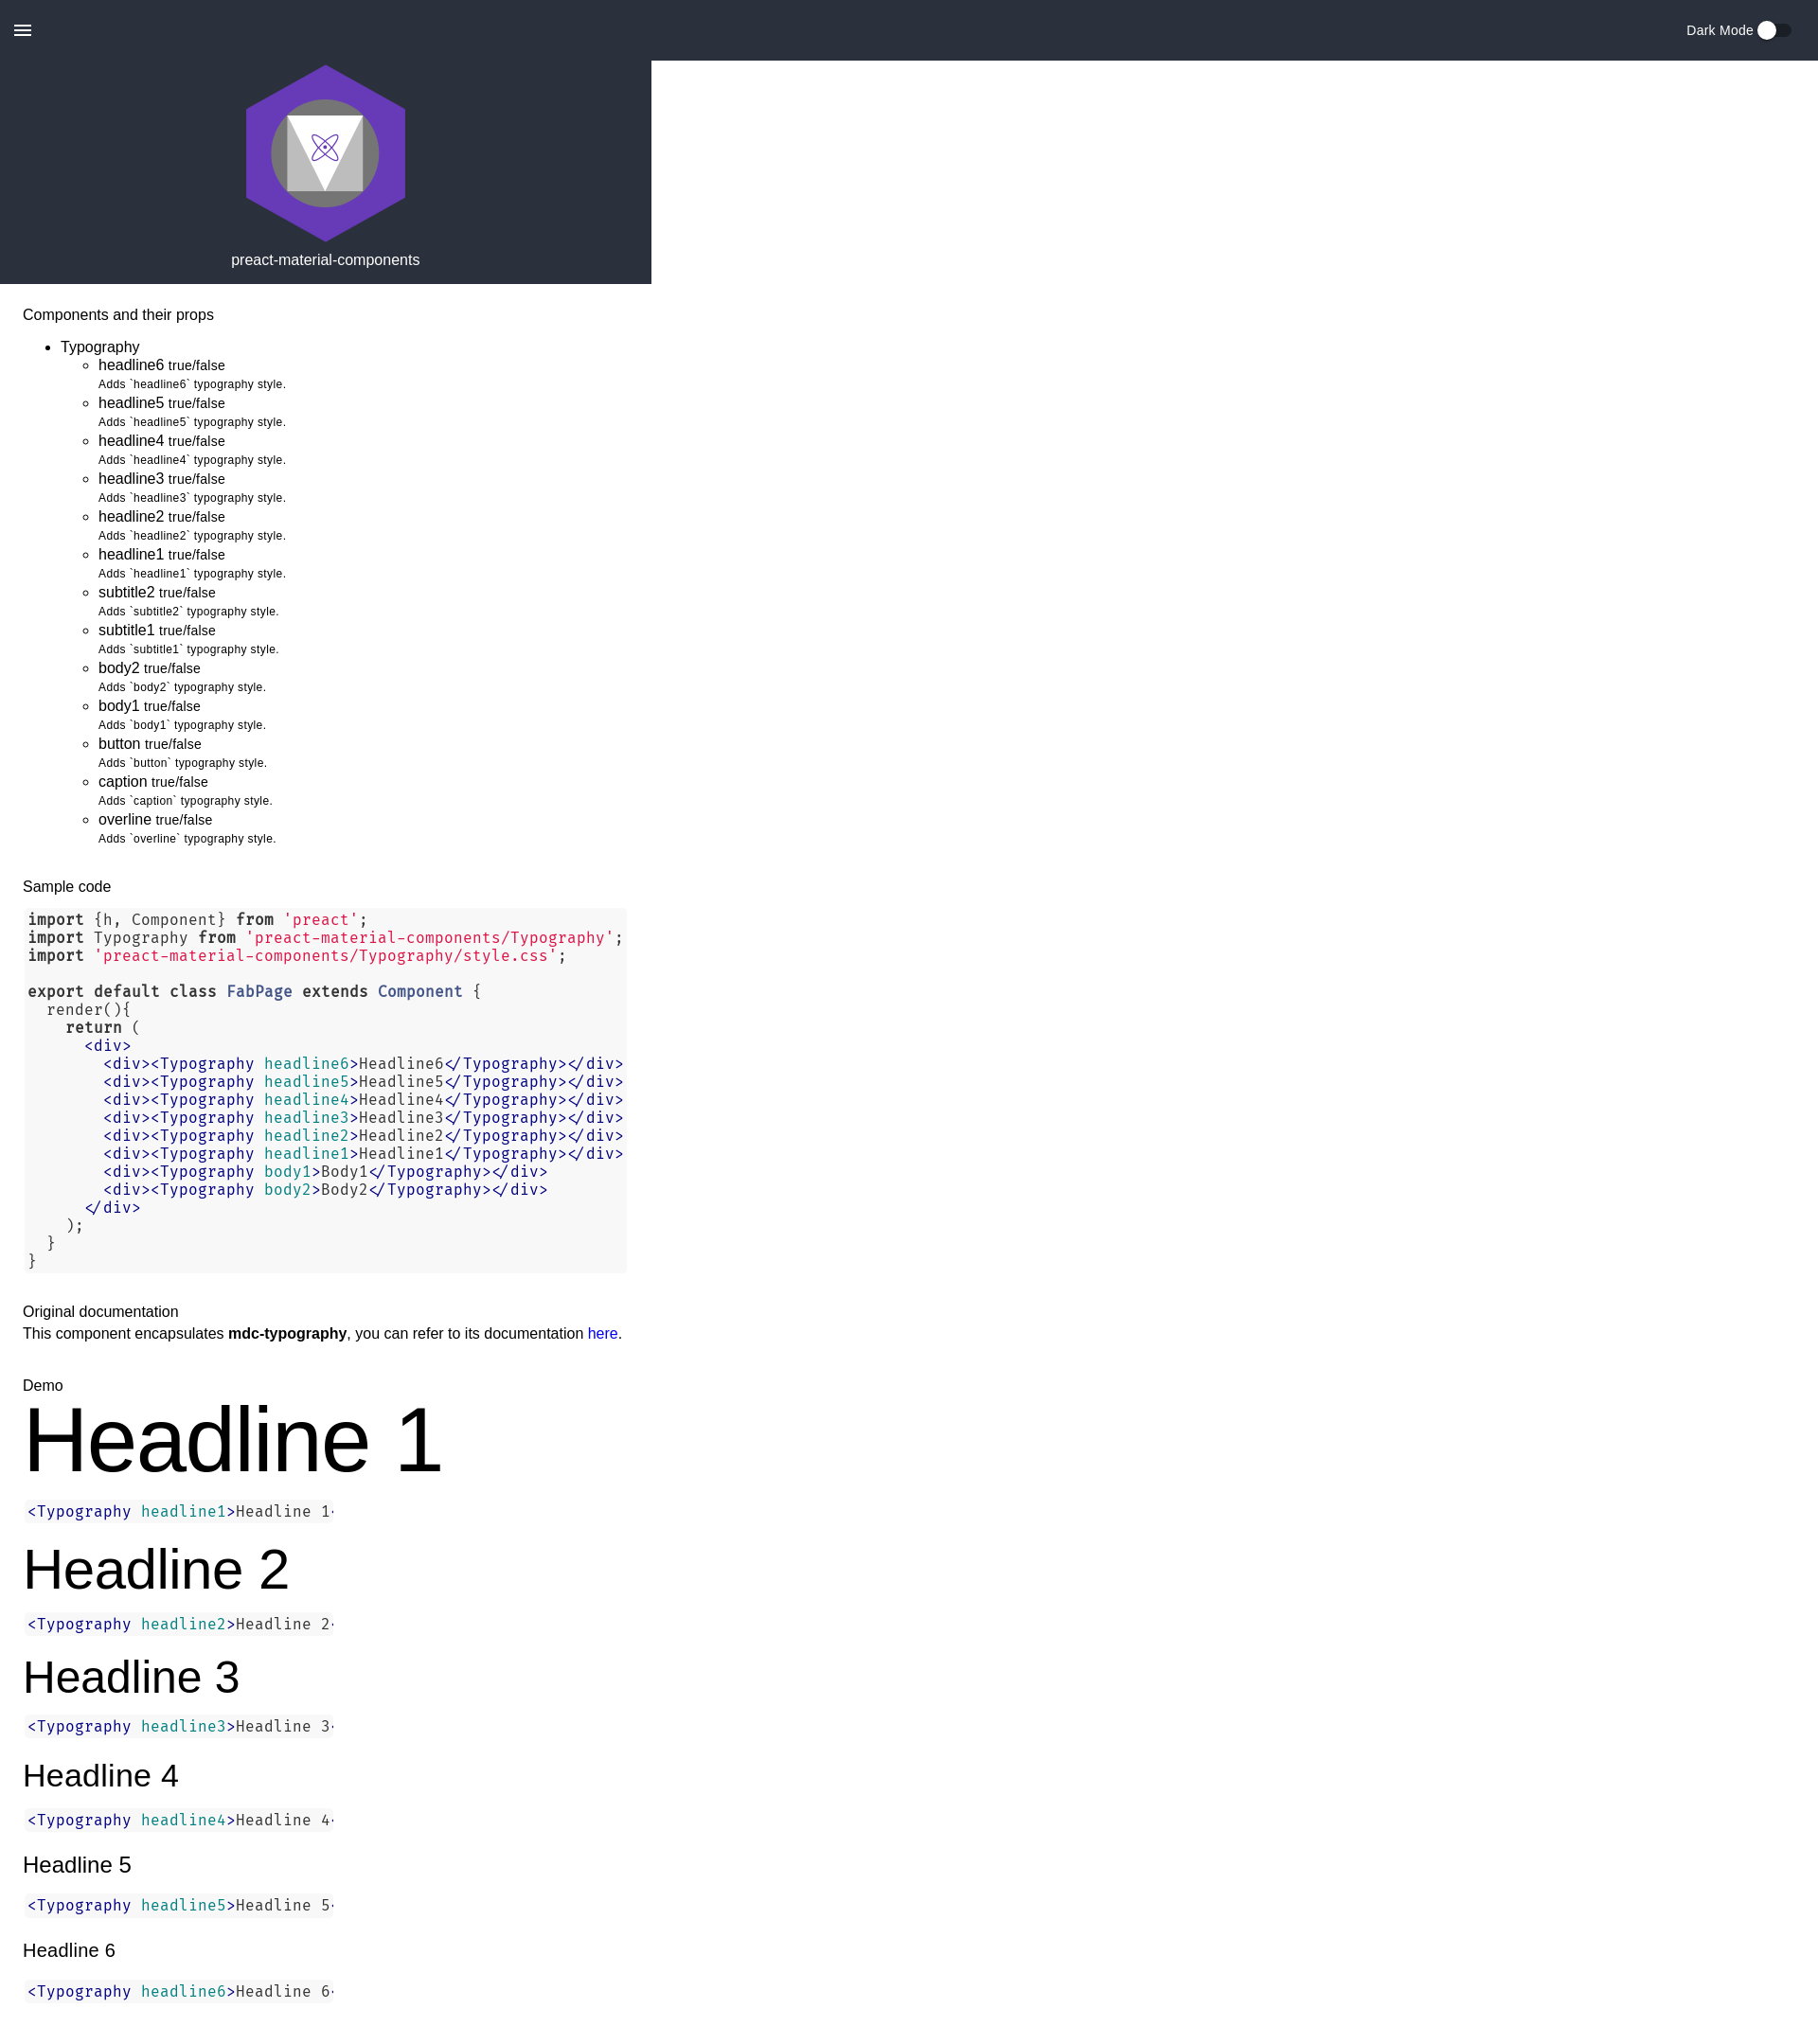 Dark Mode
preact-material-components
Components and their props
Typography
headline6 true/false
Adds `headline6` typography style.
headline5 true/false
Adds `headline5` typography style.
headline4 true/false
Adds `headline4` typography style.
headline3 true/false
Adds `headline3` typography style.
headline2 true/false
Adds `headline2` typography style.
headline1 true/false
Adds `headline1` typography style.
subtitle2 true/false
Adds `subtitle2` typography style.
subtitle1 true/false
Adds `subtitle1` typography style.
body2 true/false
Adds `body2` typography style.
body1 true/false
Adds `body1` typography style.
button true/false
Adds `button` typography style.
caption true/false
Adds `caption` typography style.
overline true/false
Adds `overline` typography style.
Sample code
import {h, Component} from 'preact';
import Typography from 'preact-material-components/Typography';
import 'preact-material-components/Typography/style.css';
export default class FabPage extends Component {
  render(){
    return (
      <div>
        <div><Typography headline6>Headline6</Typography></div>
        <div><Typography headline5>Headline5</Typography></div>
        <div><Typography headline4>Headline4</Typography></div>
        <div><Typography headline3>Headline3</Typography></div>
        <div><Typography headline2>Headline2</Typography></div>
        <div><Typography headline1>Headline1</Typography></div>
        <div><Typography body1>Body1</Typography></div>
        <div><Typography body2>Body2</Typography></div>
      </div>
    );
  }
}
Original documentation
This component encapsulates mdc-typography, you can refer to its documentation here.
Demo
Headline 1
<Typography headline1>Headline 1
Headline 2
<Typography headline2>Headline 2
Headline 3
<Typography headline3>Headline 3
Headline 4
<Typography headline4>Headline 4
Headline 5
<Typography headline5>Headline 5
Headline 6
<Typography headline6>Headline 6